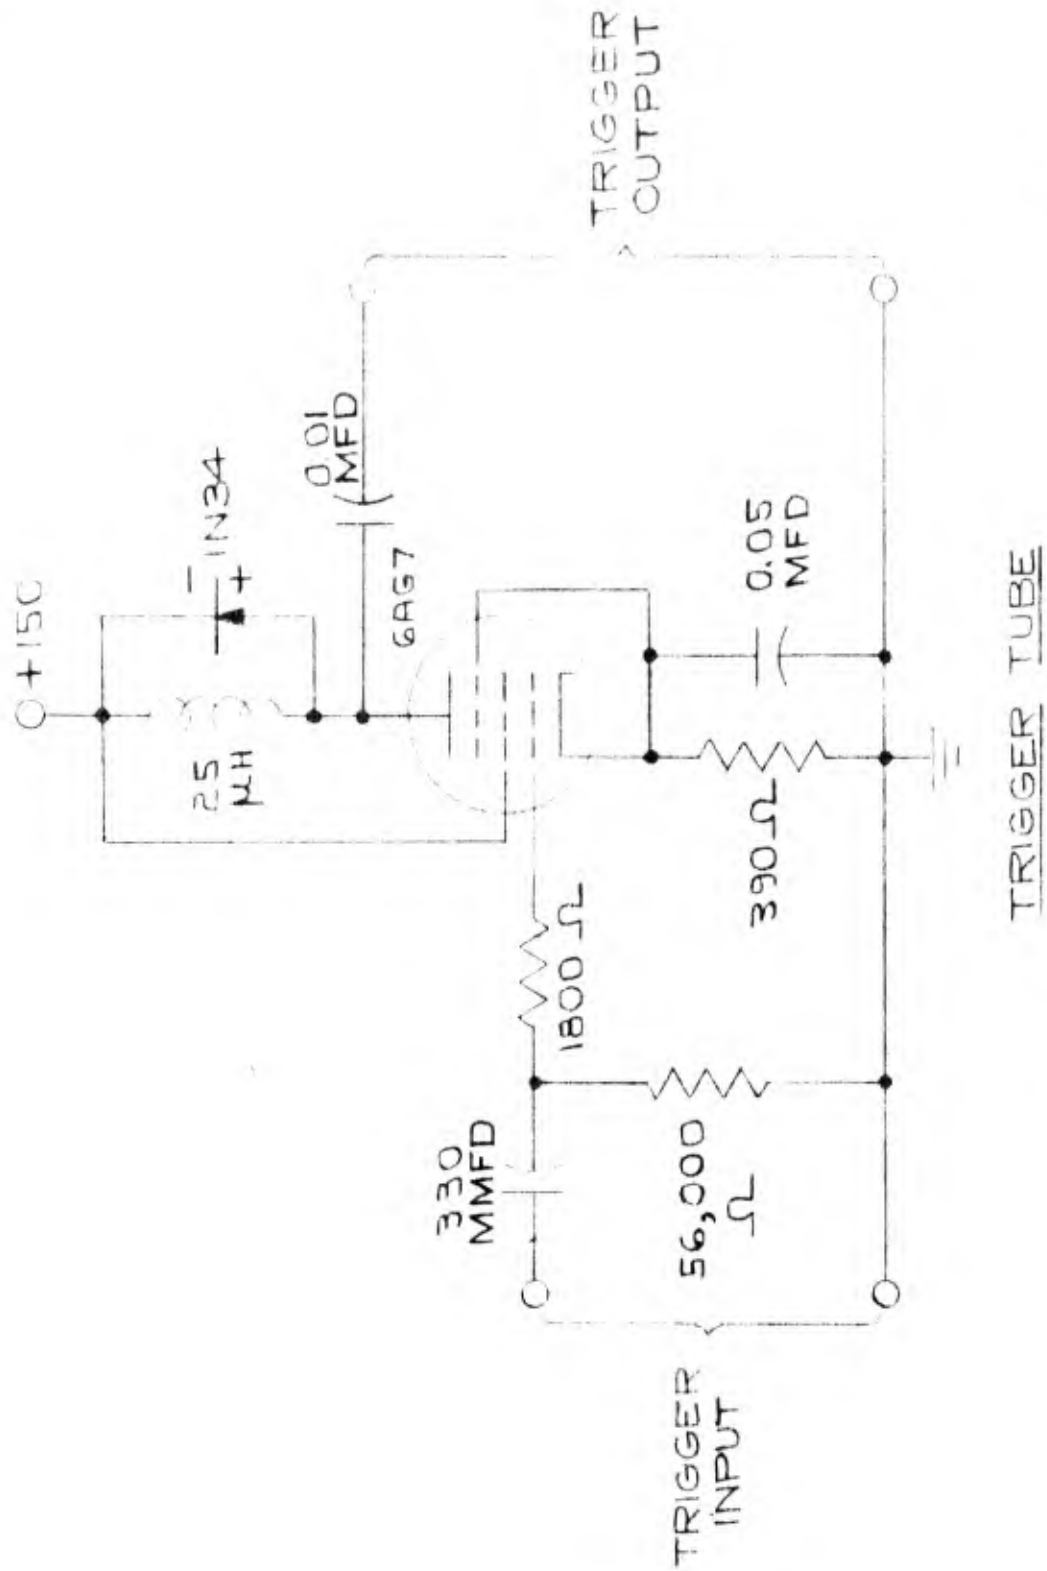 +150
25
µH
− IN34
+
0.01
MFD
6AG7
TRIGGER
OUTPUT
330
MMFD
1800 Ω
TRIGGER
INPUT
56,000
Ω
390 Ω
0.05
MFD
TRIGGER TUBE